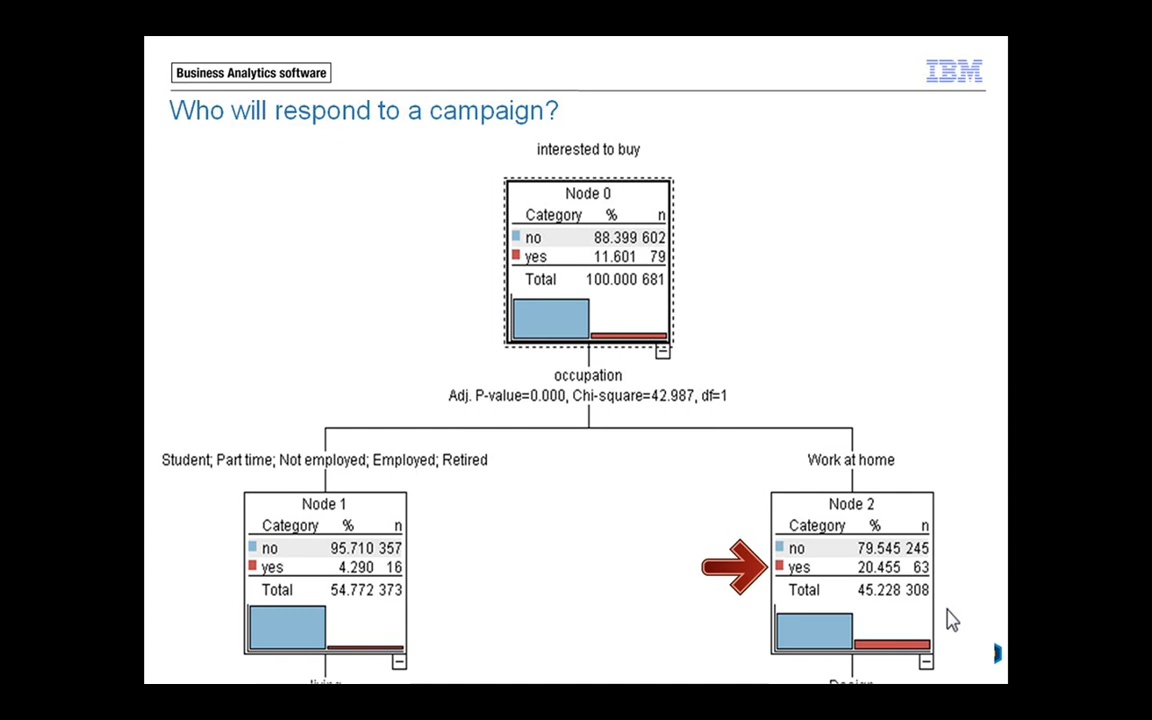 Business Analytics software
IBM
Who will respond to a campaign?
interested to buy
Node 0
Category % n
no 88.399 602
yes 11.601 79
Total 100.000 681
occupation
Adj. P-value=0.000, Chi-square=42.987, df=1
Student; Part time; Not employed; Employed; Retired
Work at home
Node 1
Category % n
no 95.710 357
yes 4.290 16
Total 54.772 373
Node 2
Category % n
no 79.545 245
yes 20.455 63
Total 45.228 308